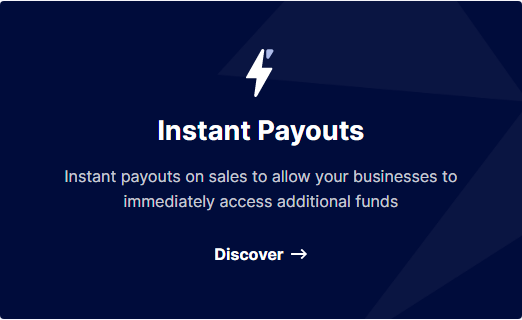 Instant Payouts
Instant payouts on sales to allow your businesses to
immediately access additional funds
Discover →